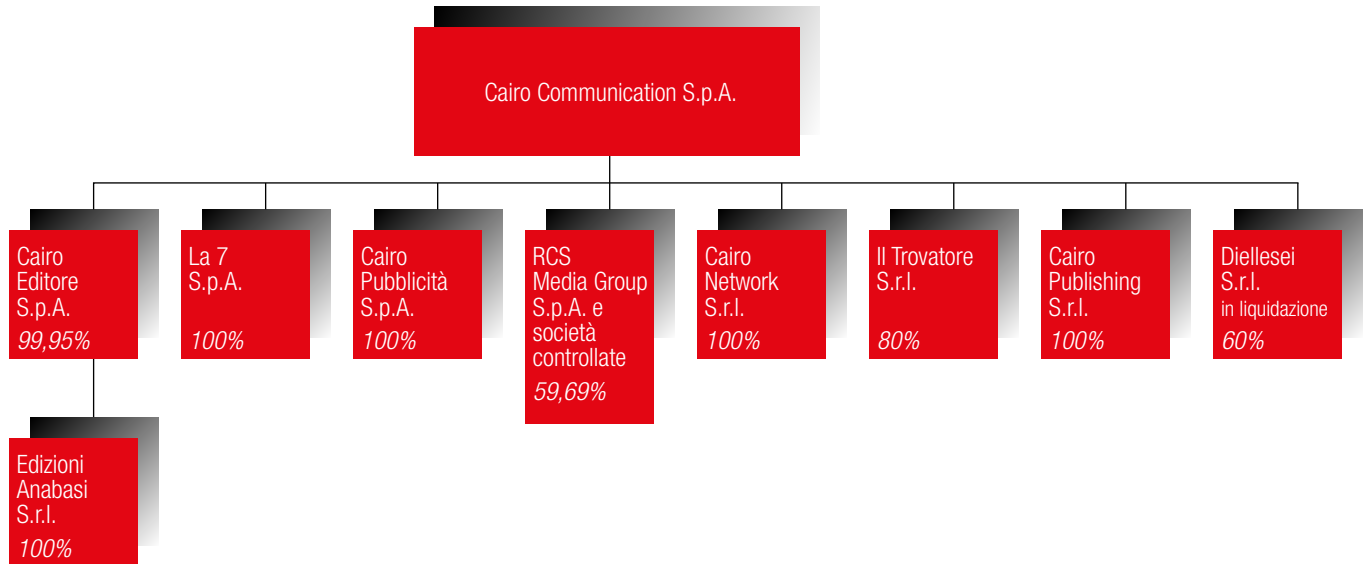 Cairo Communication S.p.A.
Cairo
Editore
S.p.A.
99,95%
La 7
S.p.A.
100%
Cairo
Pubblicità
S.p.A.
100%
RCS
Media Group
S.p.A. e
società
controllate
59,69%
Cairo
Network
S.r.l.
100%
Il Trovatore
S.r.l.
80%
Cairo
Publishing
S.r.l.
100%
Diellesei
S.r.l.
in liquidazione
60%
Edizioni
Anabasi
S.r.l.
100%